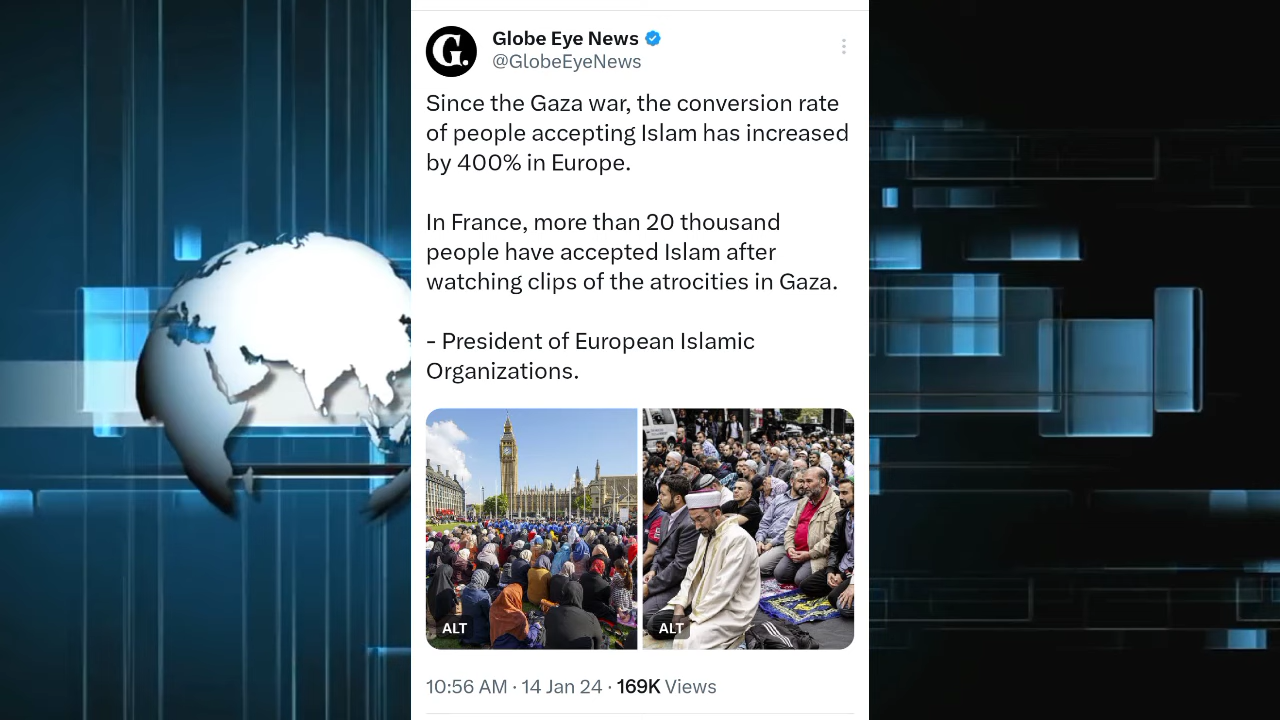 G.
Globe Eye News
@GlobeEyeNews
Since the Gaza war, the conversion rate
of people accepting Islam has increased
by 400% in Europe.
In France, more than 20 thousand
people have accepted Islam after
watching clips of the atrocities in Gaza.
- President of European Islamic
Organizations.
ALT
ALT
10:56 AM · 14 Jan 24 · 169K Views